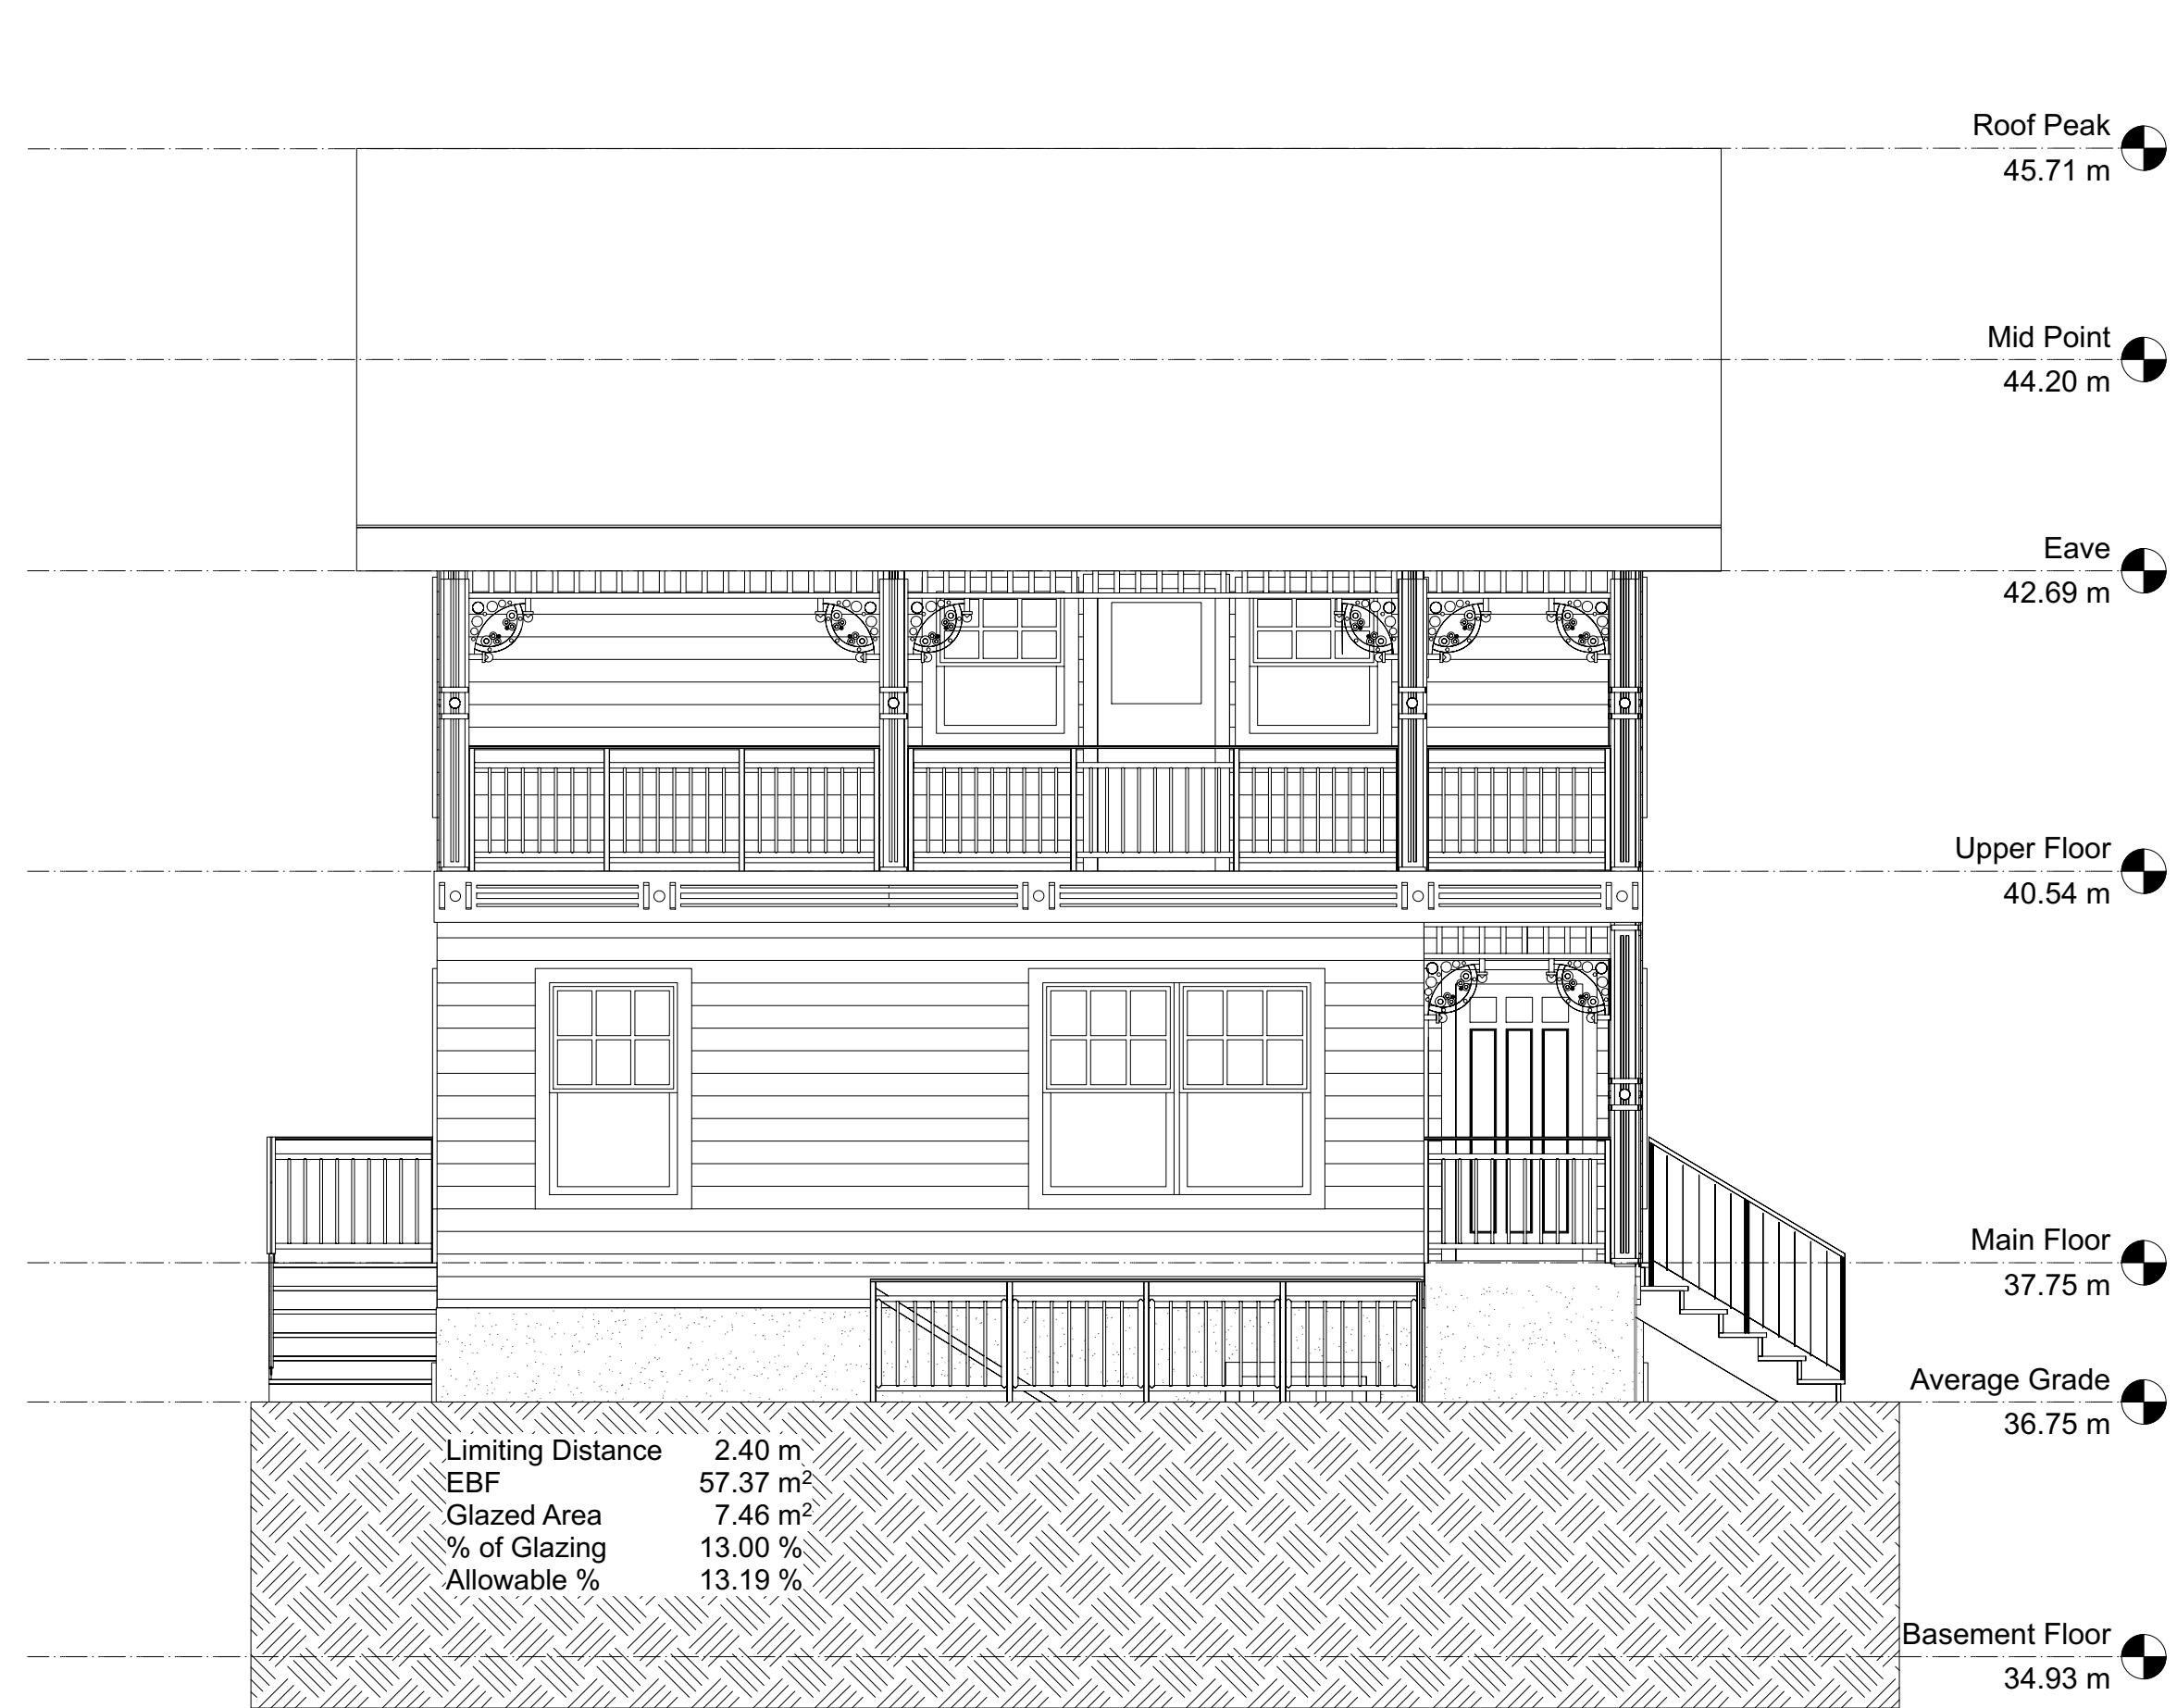 Roof Peak
45.71 m
Mid Point
44.20 m
Eave
42.69 m
Upper Floor
40.54 m
Main Floor
37.75 m
Average Grade
36.75 m
Limiting Distance 2.40 m
EBF 57.37 m²
Glazed Area 7.46 m²
% of Glazing 13.00 %
Allowable % 13.19 %
Basement Floor
34.93 m